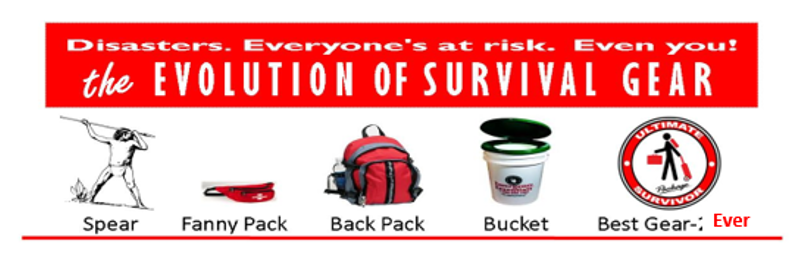 Disasters. Everyone's at risk. Even you!
the EVOLUTION OF SURVIVAL GEAR
ULTIMATE
SURVIVOR
Spear
Fanny Pack
Back Pack
Bucket
Best Gear- Ever